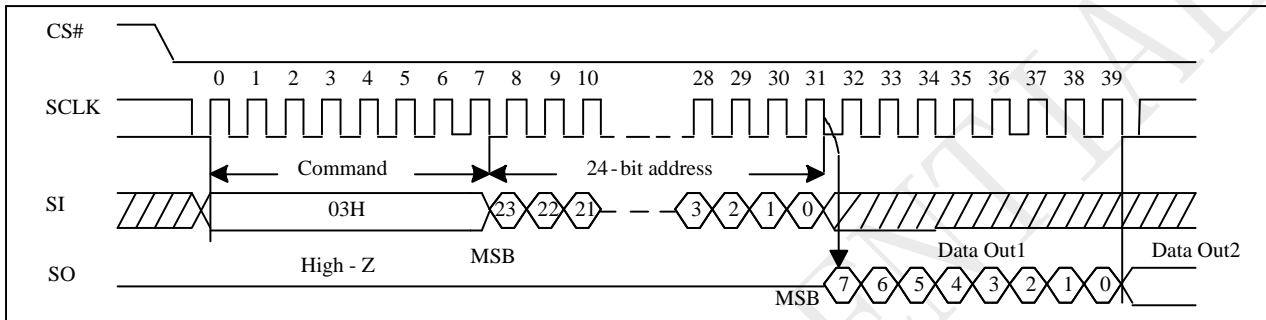 CS#
0 1 2 3 4 5 6 7 8 9 10 28 29 30 31 32 33 34 35 36 37 38 39
SCLK
Command 24-bit address
SI 03H 23 22 21 3 2 1 0
High - Z MSB Data Out1 Data Out2
SO MSB 7 6 5 4 3 2 1 0
ENTIAL